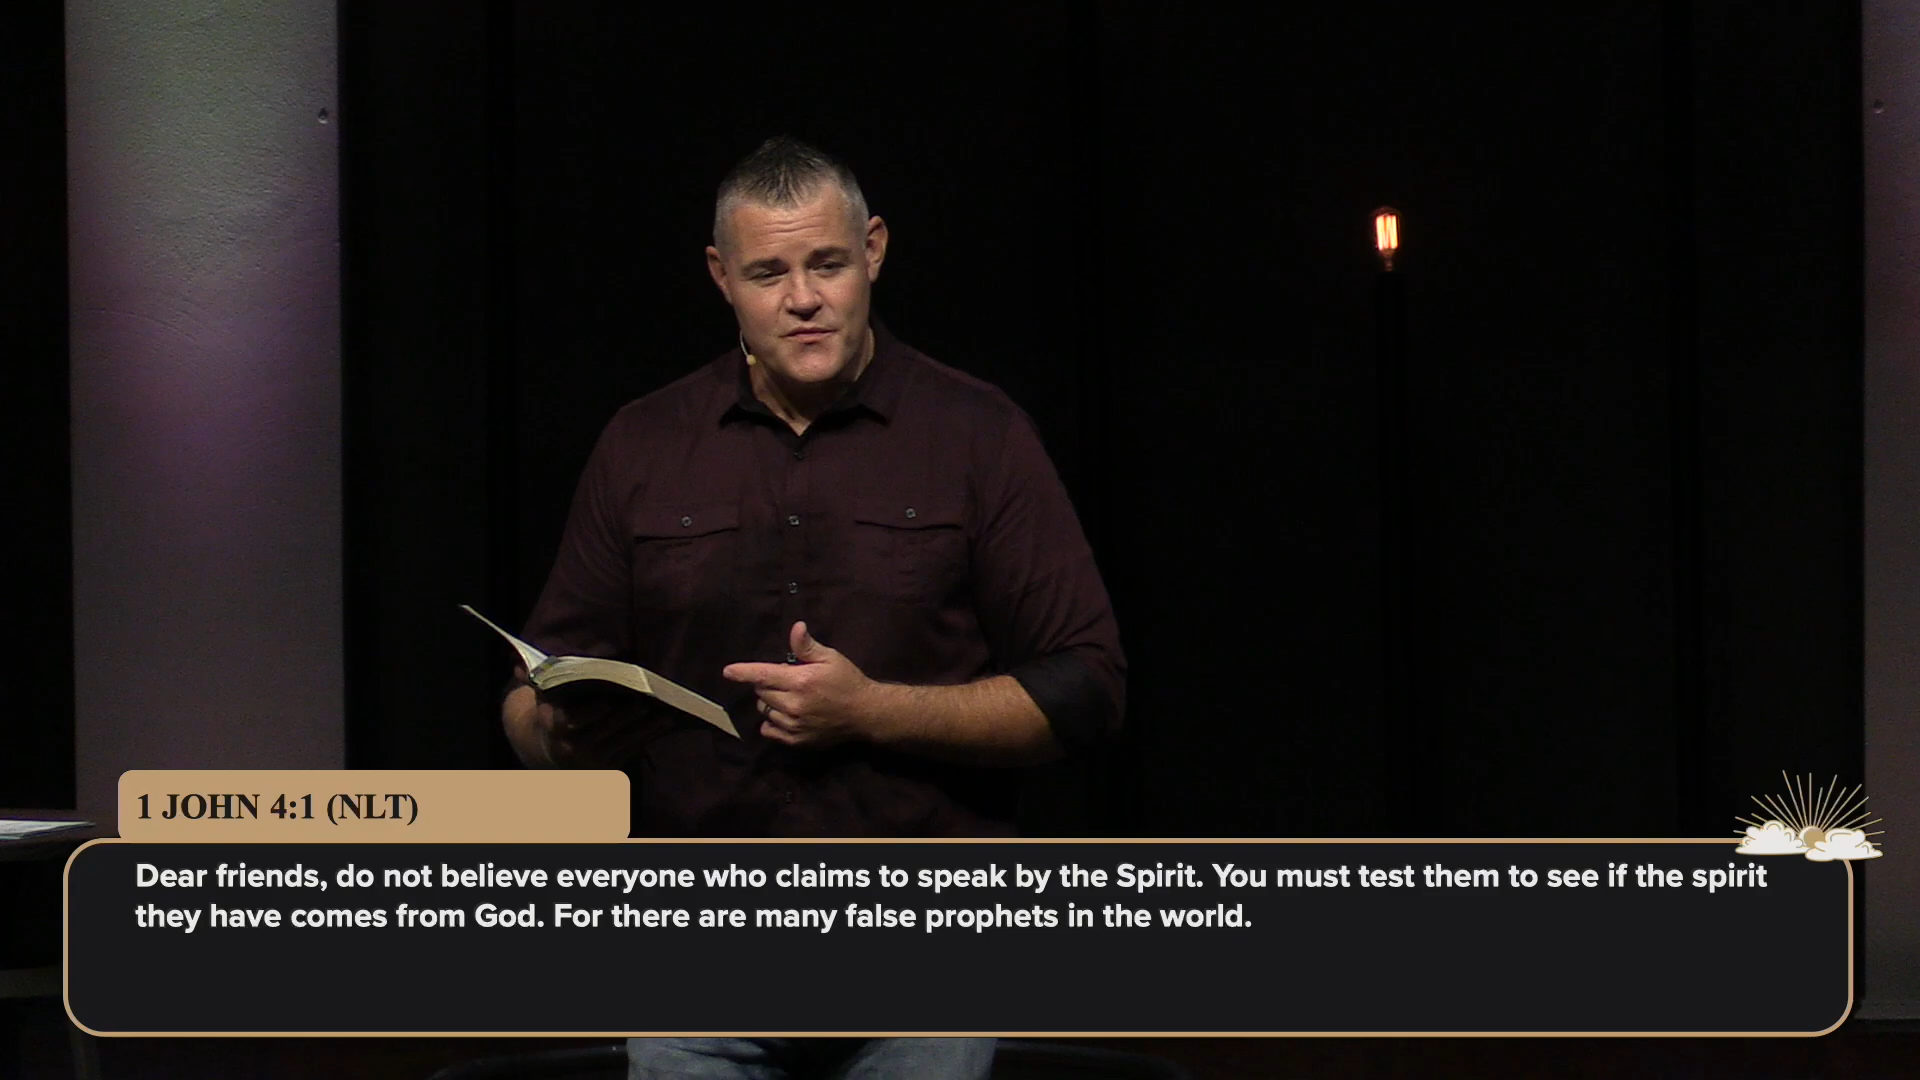 1 JOHN 4:1 (NLT)
Dear friends, do not believe everyone who claims to speak by the Spirit. You must test them to see if the spirit
they have comes from God. For there are many false prophets in the world.